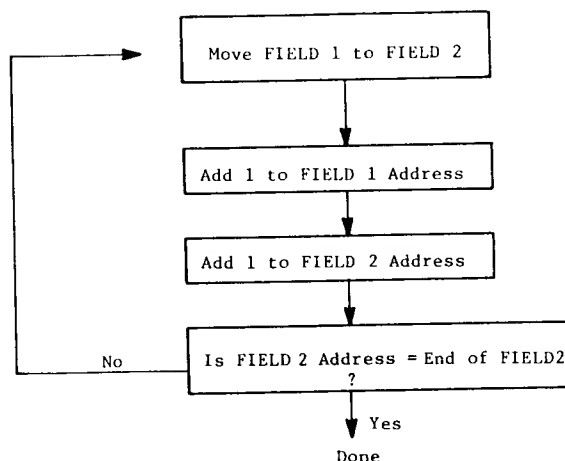 Move FIELD 1 to FIELD 2
Add 1 to FIELD 1 Address
Add 1 to FIELD 2 Address
Is FIELD 2 Address = End of FIELD2
?
No
Yes
Done